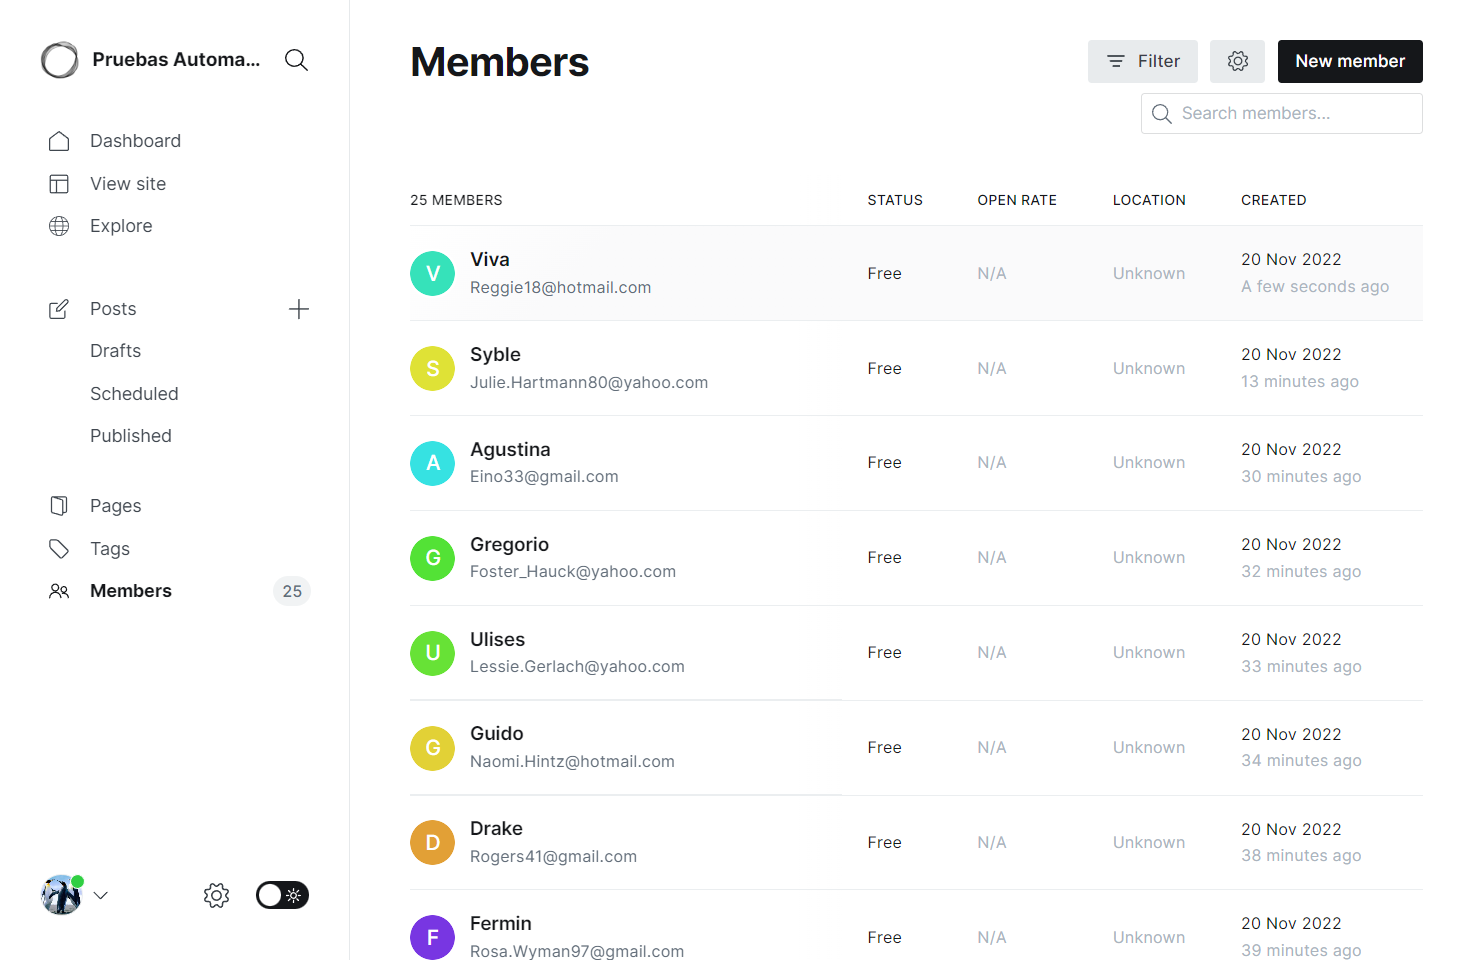 Pruebas Automa...
Dashboard
View site
Explore
Posts
Drafts
Scheduled
Published
Pages
Tags
Members
25
Members
Filter
New member
Search members...
25 MEMBERS STATUS OPEN RATE LOCATION CREATED
V
Viva
Reggie18@hotmail.com
Free
N/A
Unknown
20 Nov 2022
A few seconds ago
S
Syble
Julie.Hartmann80@yahoo.com
Free
N/A
Unknown
20 Nov 2022
13 minutes ago
A
Agustina
Eino33@gmail.com
Free
N/A
Unknown
20 Nov 2022
30 minutes ago
G
Gregorio
Foster_Hauck@yahoo.com
Free
N/A
Unknown
20 Nov 2022
32 minutes ago
U
Ulises
Lessie.Gerlach@yahoo.com
Free
N/A
Unknown
20 Nov 2022
33 minutes ago
G
Guido
Naomi.Hintz@hotmail.com
Free
N/A
Unknown
20 Nov 2022
34 minutes ago
D
Drake
Rogers41@gmail.com
Free
N/A
Unknown
20 Nov 2022
38 minutes ago
F
Fermin
Rosa.Wyman97@gmail.com
Free
N/A
Unknown
20 Nov 2022
39 minutes ago